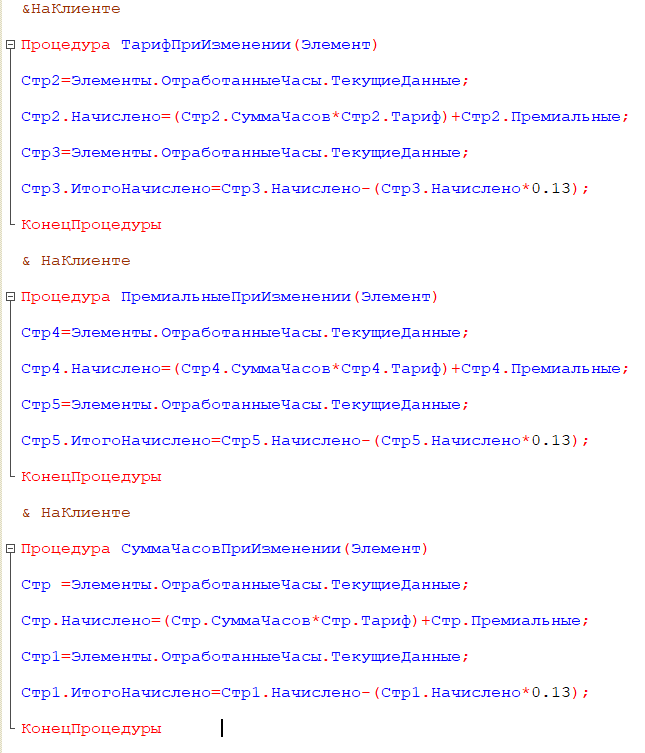 &НаКлиенте
Процедура ТарифПриИзменении(Элемент)
Стр2=Элементы.ОтработанныеЧасы.ТекущиеДанные;
Стр2.Начислено=(Стр2.СуммаЧасов*Стр2.Тариф)+Стр2.Премиальные;
Стр3=Элементы.ОтработанныеЧасы.ТекущиеДанные;
Стр3.ИтогоНачислено=Стр3.Начислено-(Стр3.Начислено*0.13);
КонецПроцедуры
& НаКлиенте
Процедура ПремиальныеПриИзменении(Элемент)
Стр4=Элементы.ОтработанныеЧасы.ТекущиеДанные;
Стр4.Начислено=(Стр4.СуммаЧасов*Стр4.Тариф)+Стр4.Премиальные;
Стр5=Элементы.ОтработанныеЧасы.ТекущиеДанные;
Стр5.ИтогоНачислено=Стр5.Начислено-(Стр5.Начислено*0.13);
КонецПроцедуры
& НаКлиенте
Процедура СуммаЧасовПриИзменении(Элемент)
Стр =Элементы.ОтработанныеЧасы.ТекущиеДанные;
Стр.Начислено=(Стр.СуммаЧасов*Стр.Тариф)+Стр.Премиальные;
Стр1=Элементы.ОтработанныеЧасы.ТекущиеДанные;
Стр1.ИтогоНачислено=Стр1.Начислено-(Стр1.Начислено*0.13);
КонецПроцедуры